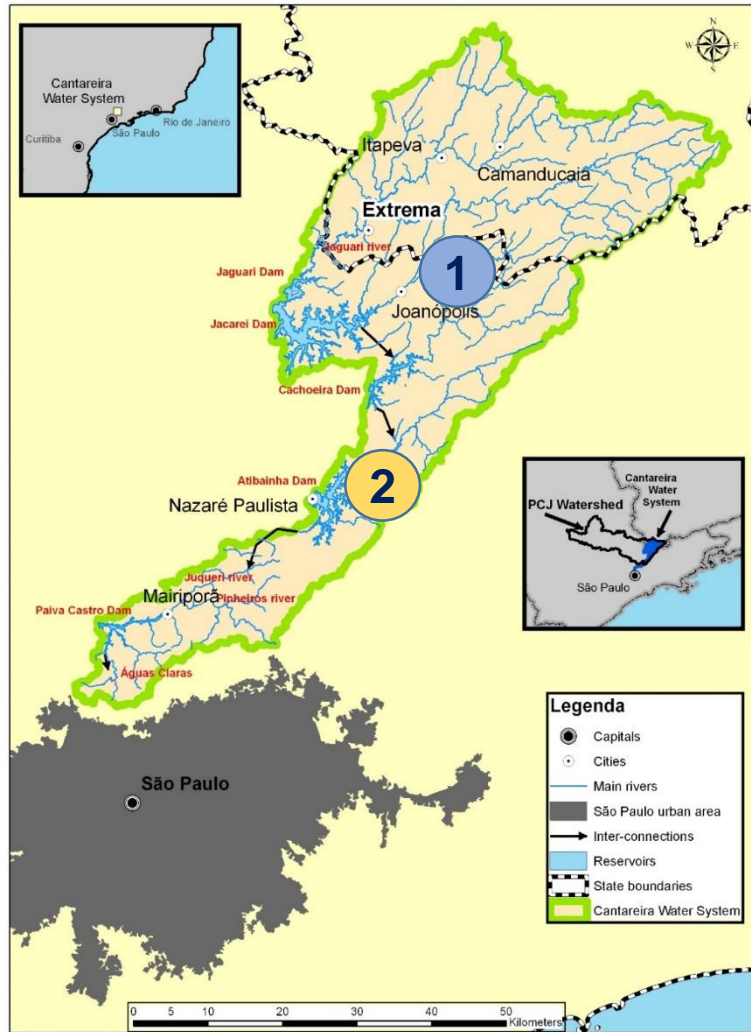 N
W
E
S
Cantareira
Water System
Rio de Janeiro
São Paulo
Curitiba
Itapeva
Camanducaia
Extrema
Jaguari river
1
Jaguari Dam
Joanópolis
Jacarei Dam
Cachoeira Dam
2
Atibainha Dam
Nazaré Paulista
Cantareira
Water
System
PCJ Watershed
São Paulo
Juqueri river
Pinheiros river
Mairiporã
Paiva Castro Dam
Águas Claras
São Paulo
Legenda
Capitals
Cities
Main rivers
São Paulo urban area
Inter-connections
Reservoirs
State boundaries
Cantareira Water System
0 5 10 20 30 40 50
Kilometers